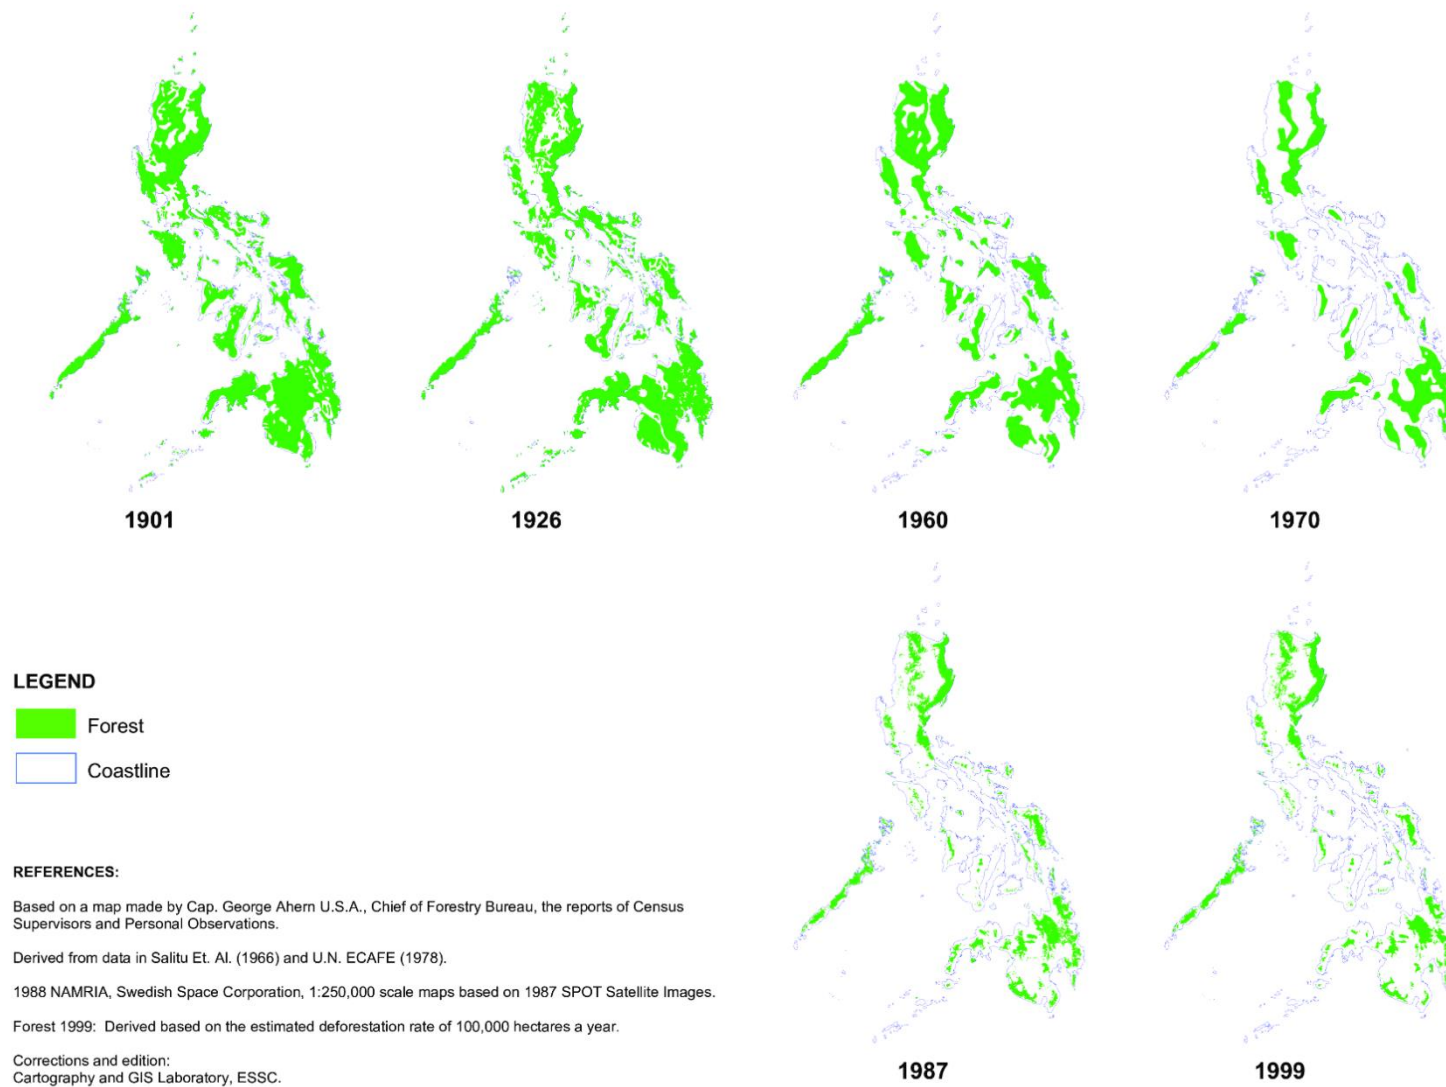 1901
1926
1960
1970
LEGEND
Forest
Coastline
REFERENCES:
Based on a map made by Cap. George Ahern U.S.A., Chief of Forestry Bureau, the reports of Census
Supervisors and Personal Observations.
Derived from data in Salitu Et. Al. (1966) and U.N. ECAFE (1978).
1988 NAMRIA, Swedish Space Corporation, 1:250,000 scale maps based on 1987 SPOT Satellite Images.
Forest 1999: Derived based on the estimated deforestation rate of 100,000 hectares a year.
Corrections and edition:
Cartography and GIS Laboratory, ESSC.
1987
1999